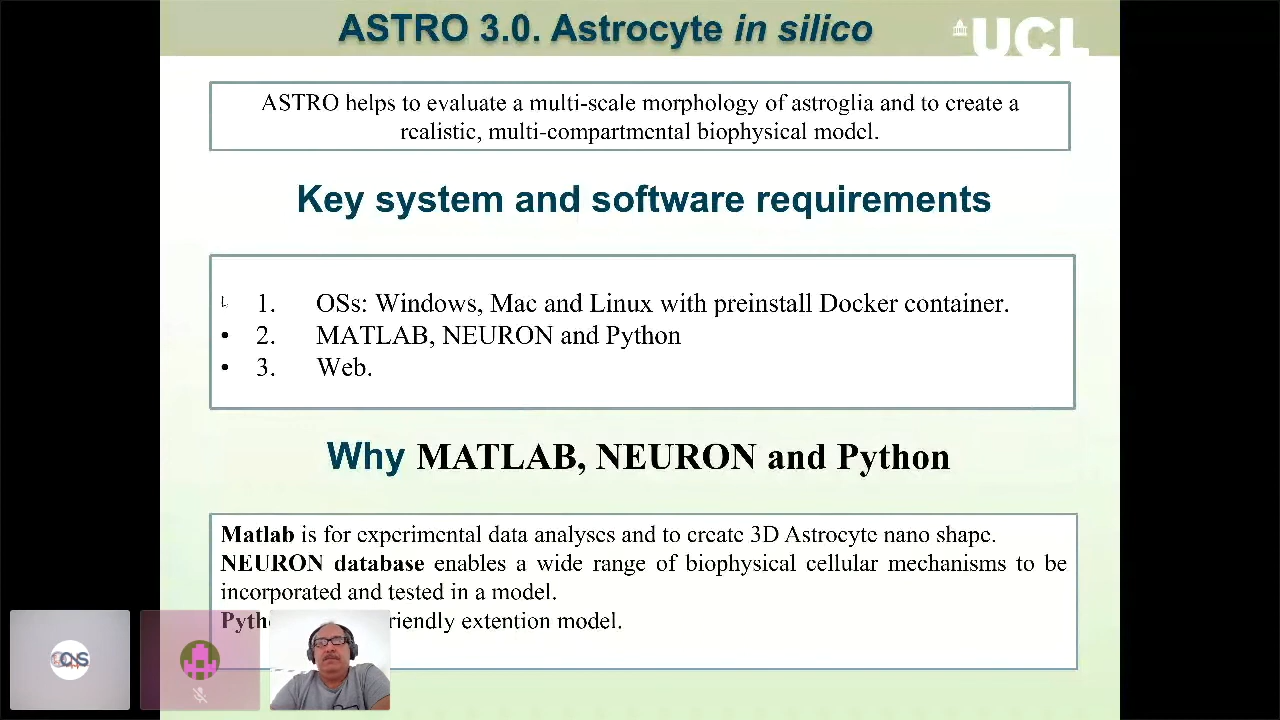 ASTRO 3.0. Astrocyte in silico
UCL
ASTRO helps to evaluate a multi-scale morphology of astroglia and to create a
realistic, multi-compartmental biophysical model.
Key system and software requirements
1. OSs: Windows, Mac and Linux with preinstall Docker container.
• 2. MATLAB, NEURON and Python
• 3. Web.
Why MATLAB, NEURON and Python
Matlab is for experimental data analyses and to create 3D Astrocyte nano shape.
NEURON database enables a wide range of biophysical cellular mechanisms to be
incorporated and tested in a model.
extention model.